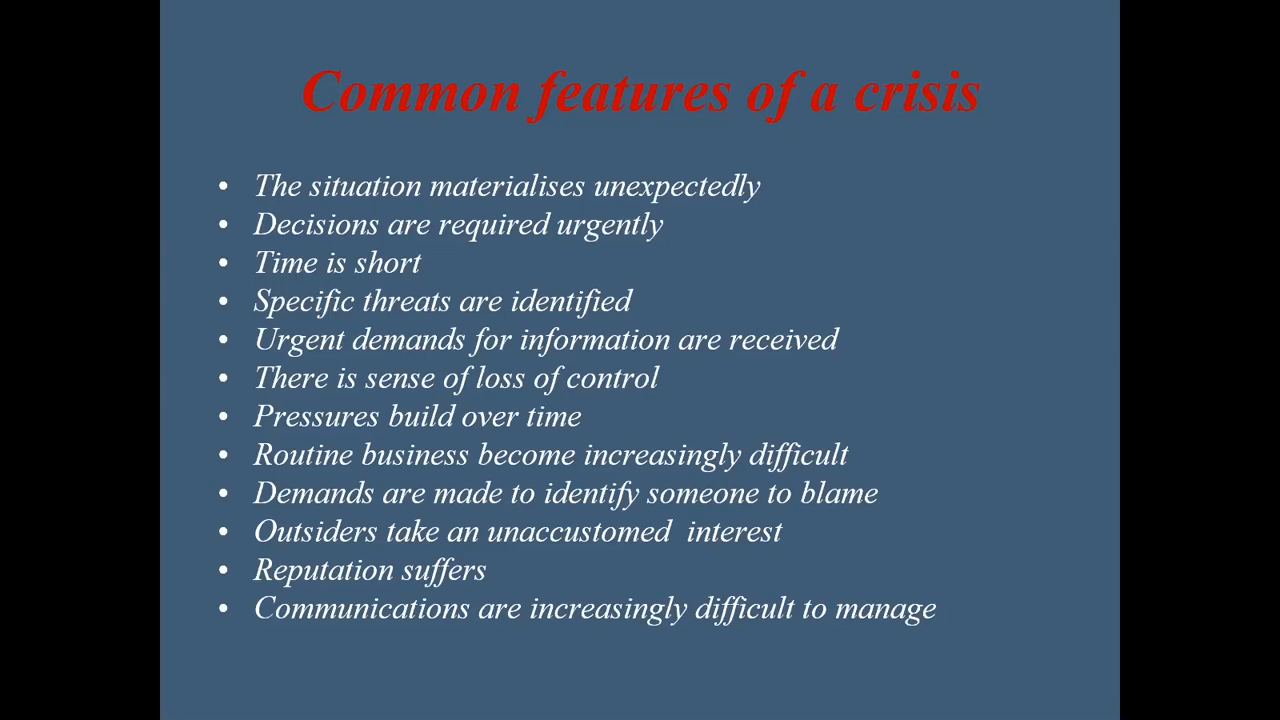 Common features of a crisis
• The situation materialises unexpectedly
• Decisions are required urgently
• Time is short
• Specific threats are identified
• Urgent demands for information are received
• There is sense of loss of control
• Pressures build over time
• Routine business become increasingly difficult
• Demands are made to identify someone to blame
• Outsiders take an unaccustomed  interest
• Reputation suffers
• Communications are increasingly difficult to manage